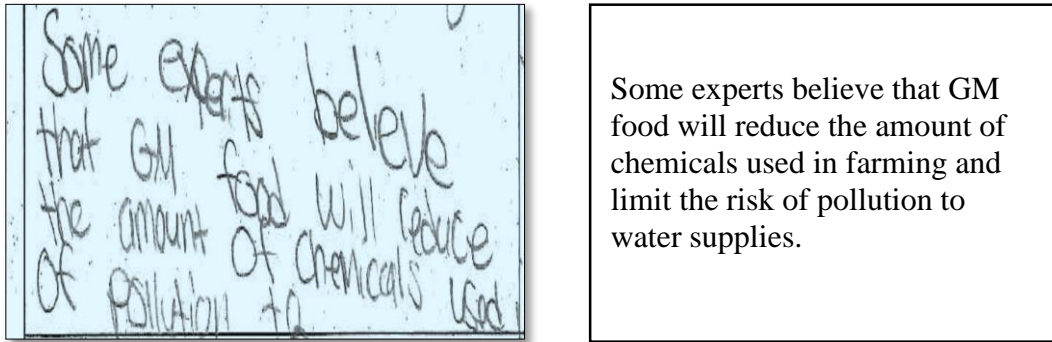 Some experts believe
that GM food will reduce
the amount of chemicals used
of pollution to
Some experts believe that GM
food will reduce the amount of
chemicals used in farming and
limit the risk of pollution to
water supplies.